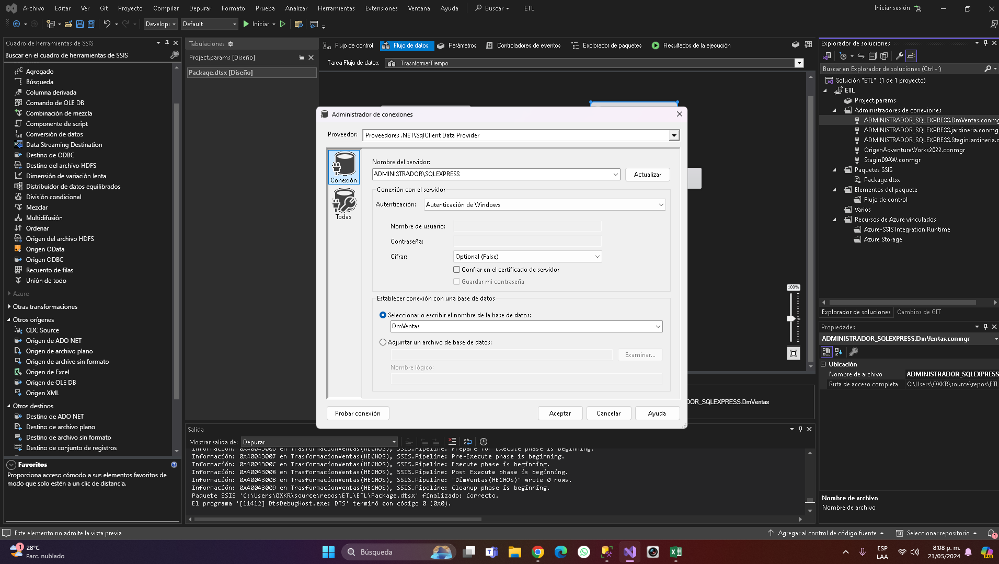 Archivo Editar Ver Git Proyecto Compilar Depurar Formato Prueba Analizar Herramientas Extensiones Ventana Ayuda Buscar ETL Iniciar sesión
Develop Default Iniciar
Cuadro de herramientas de SSIS
Buscar en el cuadro de herramientas de SSIS
Agregado
Búsqueda
Columna derivada
Comando de OLE DB
Combinación de mezcla
Componente de script
Conversión de datos
Data Streaming Destination
Destino de ODBC
Destino del archivo HDFS
Dimensión de variación lenta
Distribuidor de datos equilibrados
División condicional
Mezclar
Multidifusión
Ordenar
Origen del archivo HDFS
Origen OData
Origen ODBC
Recuento de filas
Unión de todo
Azure
Otras transformaciones
Otros orígenes
CDC Source
Origen de ADO NET
Origen de archivo plano
Origen de archivo sin formato
Origen de Excel
Origen de OLE DB
Origen XML
Otros destinos
Destino de ADO NET
Destino de archivo plano
Destino de archivo sin formato
Destino de conjunto de registros
Favoritos
Proporciona acceso cómodo a sus elementos favoritos de
modo que solo estén a un clic de distancia.
Tabulaciones
Project.params [Diseño]
Package.dtsx [Diseño]
Flujo de control Flujo de datos Parámetros Controladores de eventos Explorador de paquetes Resultados de la ejecución
Tarea Flujo de datos: TrasnformarTiempo
Administrador de conexiones
Proveedor: Proveedores .NET\SqlClient Data Provider
Conexión
Todas
Nombre del servidor:
ADMINISTRADOR\SQLEXPRESS Actualizar
Conexión con el servidor
Autenticación: Autenticación de Windows
Nombre de usuario:
Contraseña:
Cifrar: Optional (False)
Confiar en el certificado de servidor
Guardar mi contraseña
Establecer conexión con una base de datos
Seleccionar o escribir el nombre de la base de datos:
DmVentas
Adjuntar un archivo de base de datos:
Examinar...
Nombre lógico:
Probar conexión Aceptar Cancelar Ayuda
100%
DOR_SQLEXPRESS.DmVentas
Salida
Mostrar salida de: Depurar
Información: 0x40043006 en TrasformacionVentas(HECHOS), SSIS.Pipeline: Prepare for Execute phase is beginning.
Información: 0x40043007 en TrasformacionVentas(HECHOS), SSIS.Pipeline: Pre-Execute phase is beginning.
Información: 0x4004300C en TrasformacionVentas(HECHOS), SSIS.Pipeline: Execute phase is beginning.
Información: 0x40043008 en TrasformacionVentas(HECHOS), SSIS.Pipeline: Post Execute phase is beginning.
Información: 0x4004300B en TrasformacionVentas(HECHOS), SSIS.Pipeline: "DimVentas(HECHOS)" wrote 0 rows.
Información: 0x40043009 en TrasformacionVentas(HECHOS), SSIS.Pipeline: Cleanup phase is beginning.
Paquete SSIS 'C:\Users\OXKR\source\repos\ETL\ETL\Package.dtsx' finalizado: Correcto.
El programa '[11412] DtsDebugHost.exe: DTS' terminó con código 0 (0x0).
Explorador de soluciones
Buscar en Explorador de soluciones (Ctrl+´)
Solución "ETL" (1 de 1 proyecto)
ETL
Project.params
Administradores de conexiones
ADMINISTRADOR_SQLEXPRESS.DmVentas.conmg
ADMINISTRADOR_SQLEXPRESS.jardineria.conmg
ADMINISTRADOR_SQLEXPRESS.StaginJardineria.c
OrigenAdventureWorks2022.conmgr
Stagin09AW.conmgr
Paquetes SSIS
Package.dtsx
Elementos del paquete
Flujo de control
Varios
Recursos de Azure vinculados
Azure-SSIS Integration Runtime
Azure Storage
Explorador de soluciones Cambios de GIT
Propiedades
ADMINISTRADOR_SQLEXPRESS.DmVentas.conmgr
Ubicación
Nombre de archivo ADMINISTRADOR_SQLEXPRESS
Ruta de acceso completa C:\Users\OXKR\source\repos\ETL
Nombre de archivo
Nombre de archivo
Este elemento no admite la vista previa Agregar al control de código fuente Seleccionar repositorio 1
1 28°C
Parc. nublado
Búsqueda
ESP
LAA
8:08 p. m.
21/05/2024
PRE